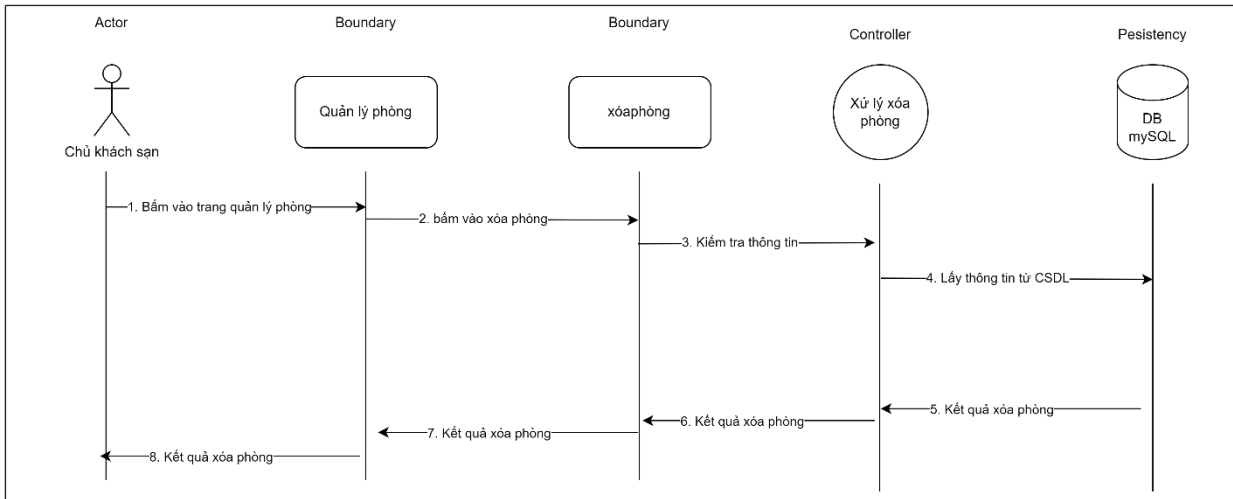 Actor
Boundary
Boundary
Controller
Pesistency
Quản lý phòng
xóaphòng
Xử lý xóa
phòng
DB
mySQL
Chủ khách sạn
1. Bấm vào trang quản lý phòng
2. bấm vào xóa phòng
3. Kiểm tra thông tin
4. Lấy thông tin từ CSDL
5. Kết quả xóa phòng
6. Kết quả xóa phòng
7. Kết quả xóa phòng
8. Kết quả xóa phòng